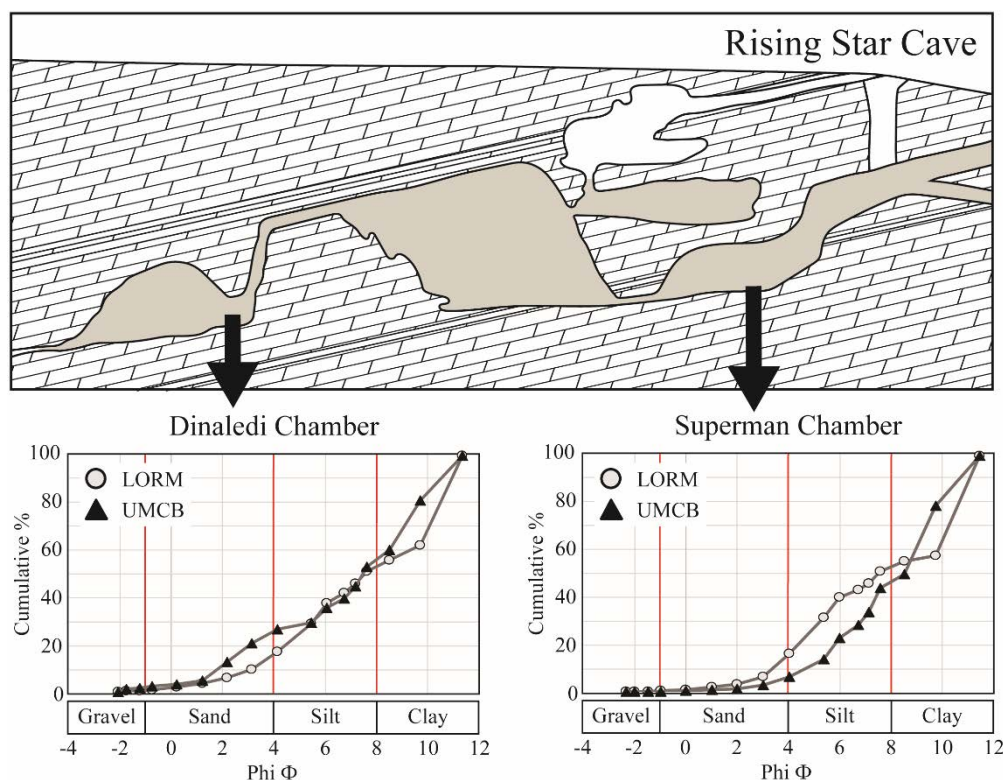 Rising Star Cave
Dinaledi Chamber
100
80
60
40
20
0
Cumulative %
LORM
UMCB
Gravel Sand Silt Clay
-4 -2 0 2 4 6 8 10 12
Phi Φ
Superman Chamber
100
80
60
40
20
0
Cumulative %
LORM
UMCB
Gravel Sand Silt Clay
-4 -2 0 2 4 6 8 10 12
Phi Φ